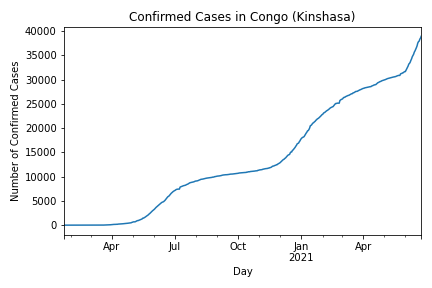 Confirmed Cases in Congo (Kinshasa)
Number of Confirmed Cases
40000
35000
30000
25000
20000
15000
10000
5000
0
Apr Jul Oct Jan Apr
2021
Day